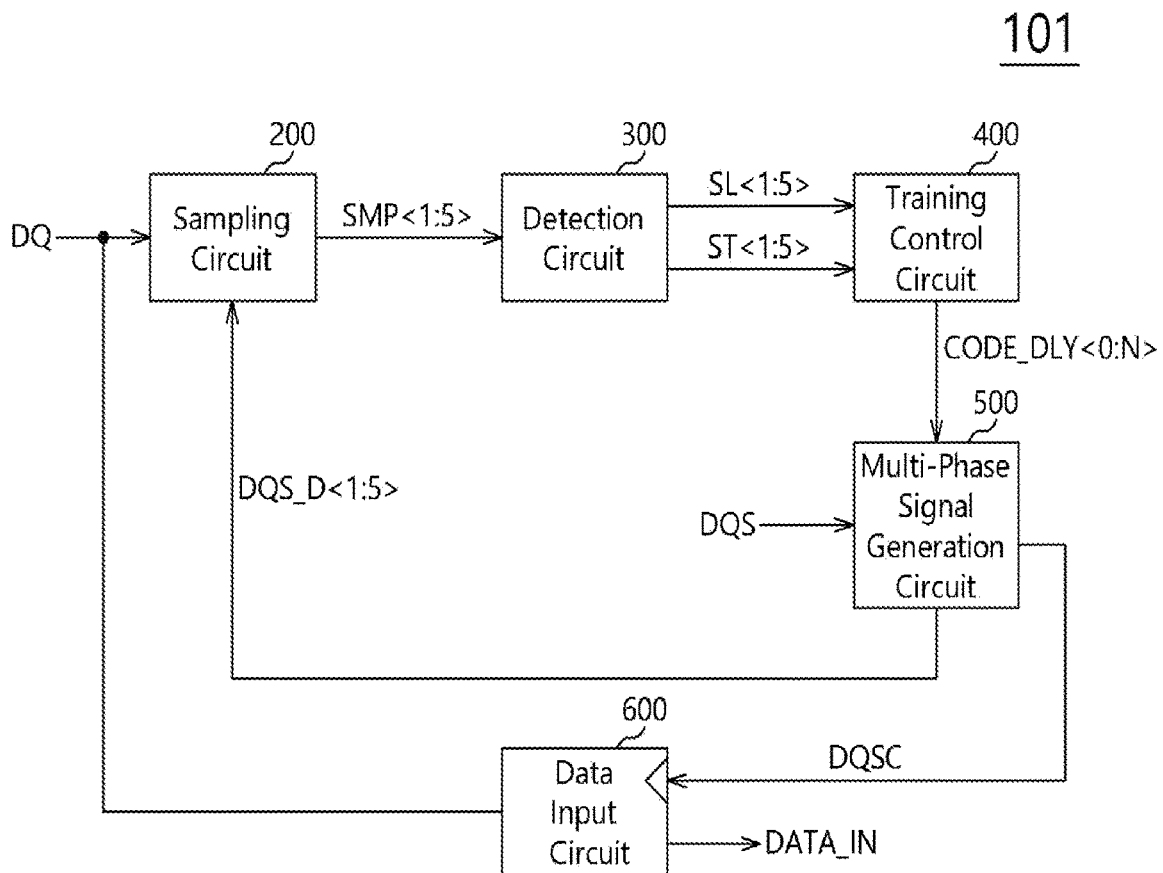 101
200
300
400
DQ
Sampling
Circuit
SMP<1:5>
Detection
Circuit
SL<1:5>
ST<1:5>
Training
Control
Circuit
CODE_DLY<0:N>
500
DQS_D<1:5>
DQS
Multi-Phase
Signal
Generation
Circuit
600
Data
Input
Circuit
DQSC
DATA_IN